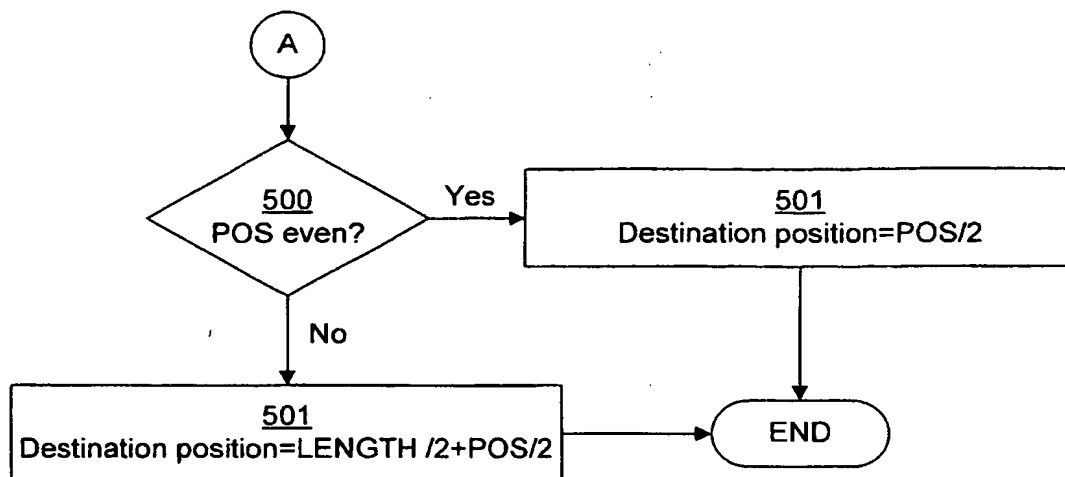 A
500
POS even?
Yes
501
Destination position=POS/2
No
501
Destination position=LENGTH /2+POS/2
END